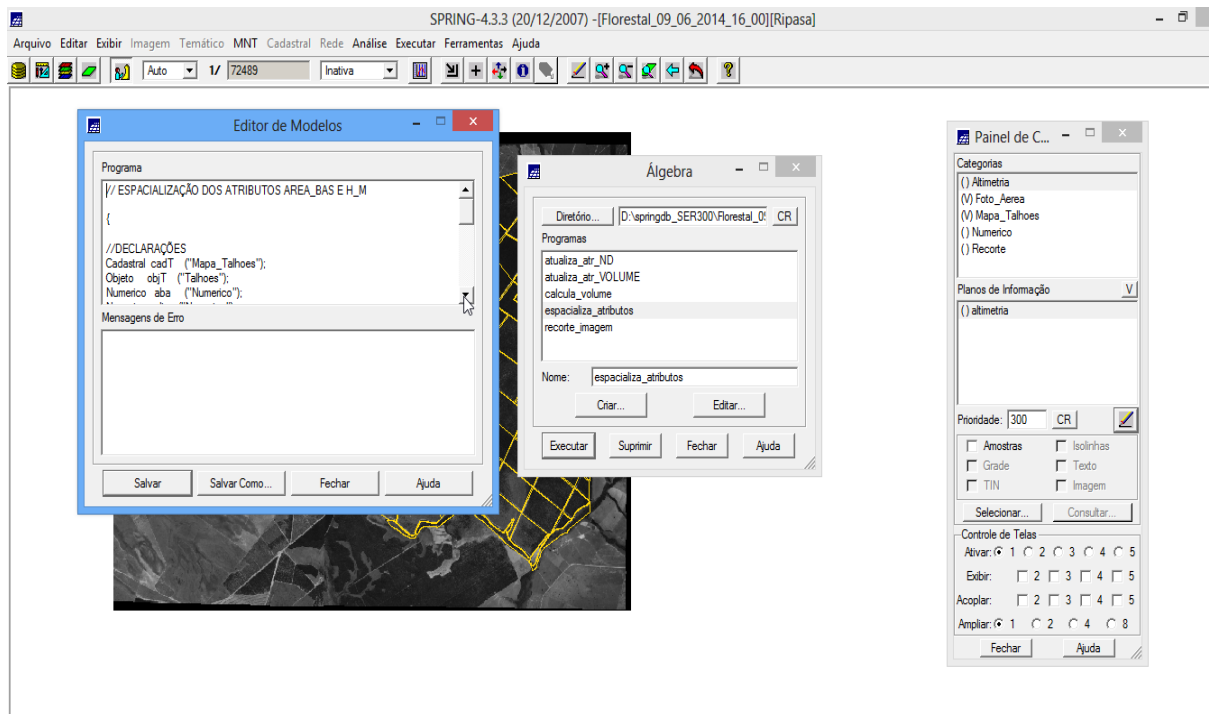 SPRING-4.3.3 (20/12/2007) -[Florestal_09_06_2014_16_00][Ripasa]
Arquivo Editar Exibir Imagem Temático MNT Cadastral Rede Análise Executar Ferramentas Ajuda
Auto 1/ 72489 Inativa
Editor de Modelos
Programa
// ESPACIALIZAÇÃO DOS ATRIBUTOS AREA_BAS E H_M
{
//DECLARAÇÕES
Cadastral cadT ("Mapa_Talhoes");
Objeto objT ("Talhoes");
Numerico aba ("Numerico");
Mensagens de Erro
Salvar Salvar Como... Fechar Ajuda
Álgebra
Diretório... D:\springdb_SER300\Florestal_0 CR
Programas
atualiza_atr_ND
atualiza_atr_VOLUME
calcula_volume
espacializa_atributos
recorte_imagem
Nome: espacializa_atributos
Criar... Editar...
Executar Suprimir Fechar Ajuda
Painel de C...
Categorias
( ) Altimetria
(V) Foto_Aerea
(V) Mapa_Talhoes
( ) Numerico
( ) Recorte
Planos de Informação V
( ) altimetria
Prioridade: 300 CR
Amostras Isolinhas
Grade Texto
TIN Imagem
Selecionar... Consultar...
Controle de Telas
Ativar: 1 2 3 4 5
Exibir: 2 3 4 5
Acoplar: 2 3 4 5
Ampliar: 1 2 4 8
Fechar Ajuda